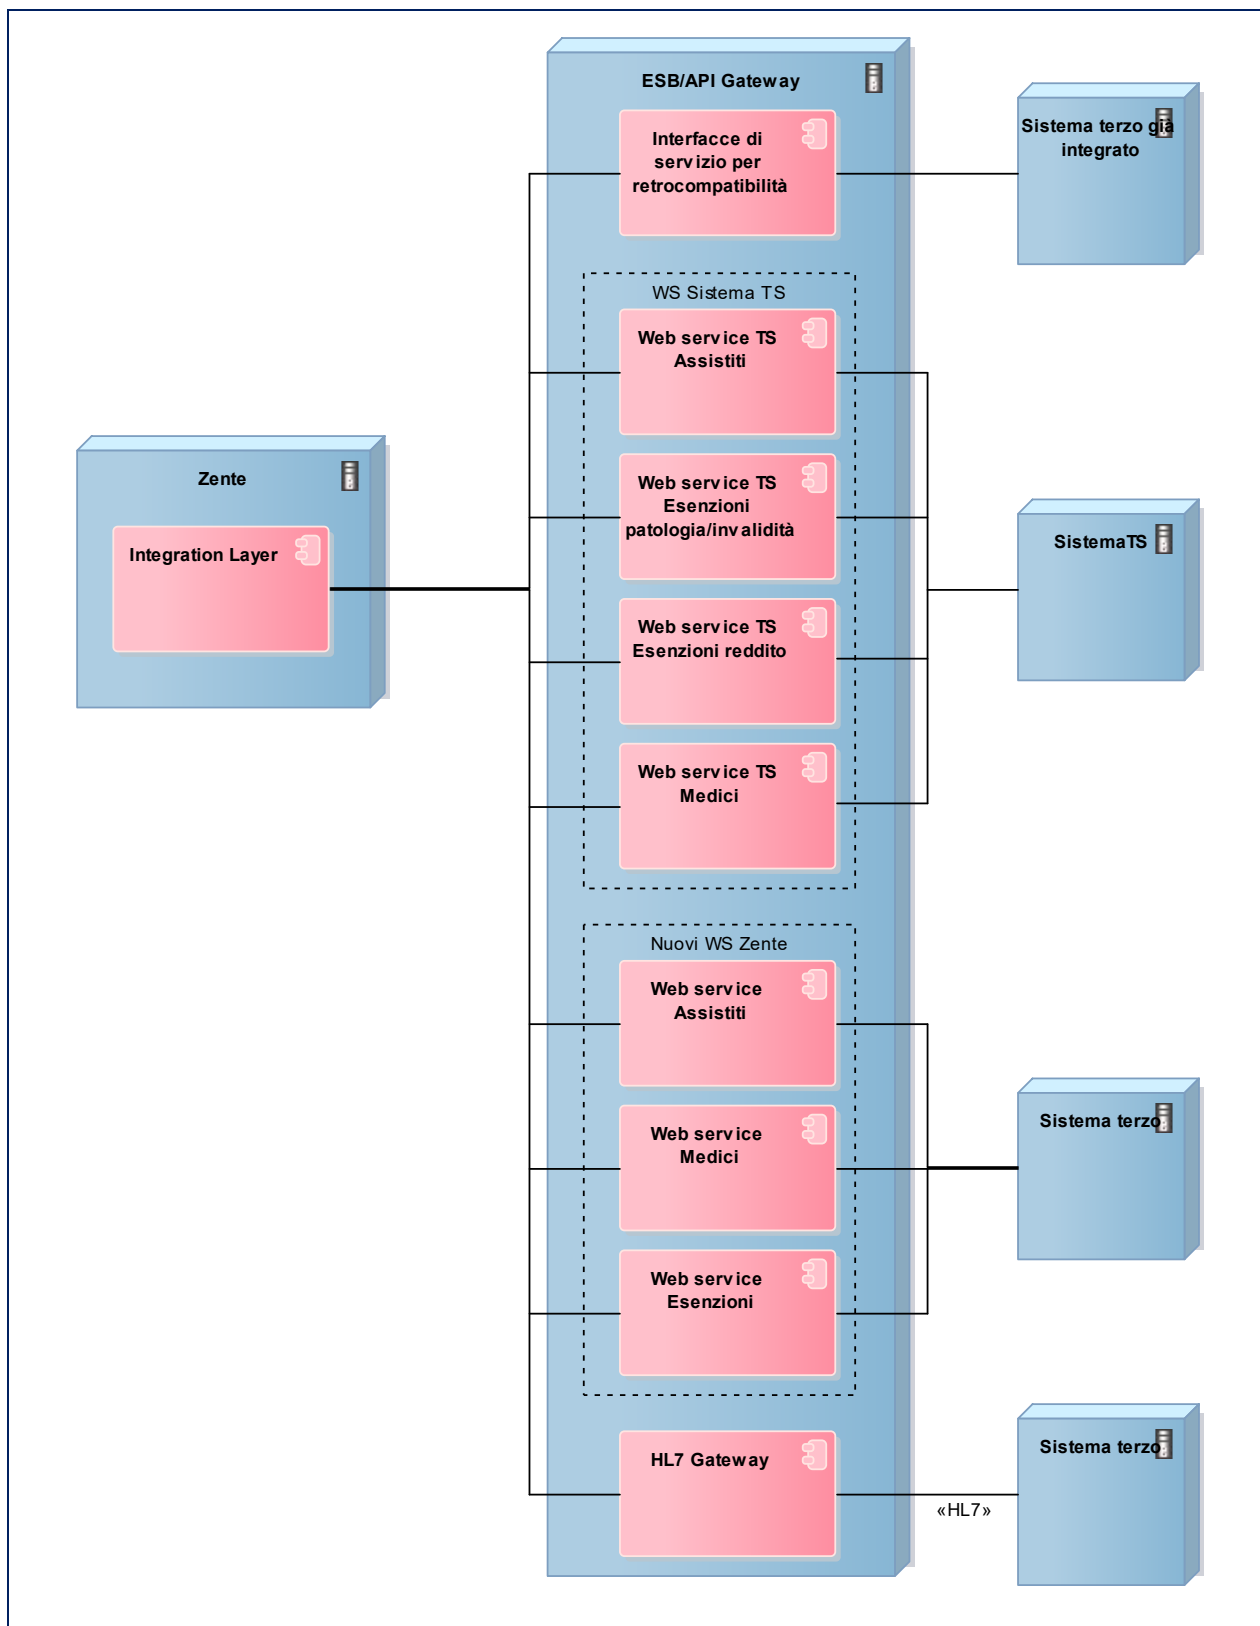 ESB/API Gateway
Interfacce di
servizio per
retrocompatibilità
Sistema terzo già
integrato
WS Sistema TS
Web service TS
Assistiti
Web service TS
Esenzioni
patologia/invalidità
Zente
Integration Layer
SistemaTS
Web service TS
Esenzioni reddito
Web service TS
Medici
Nuovi WS Zente
Web service
Assistiti
Web service
Medici
Sistema terzo
Web service
Esenzioni
HL7 Gateway
Sistema terzo
«HL7»